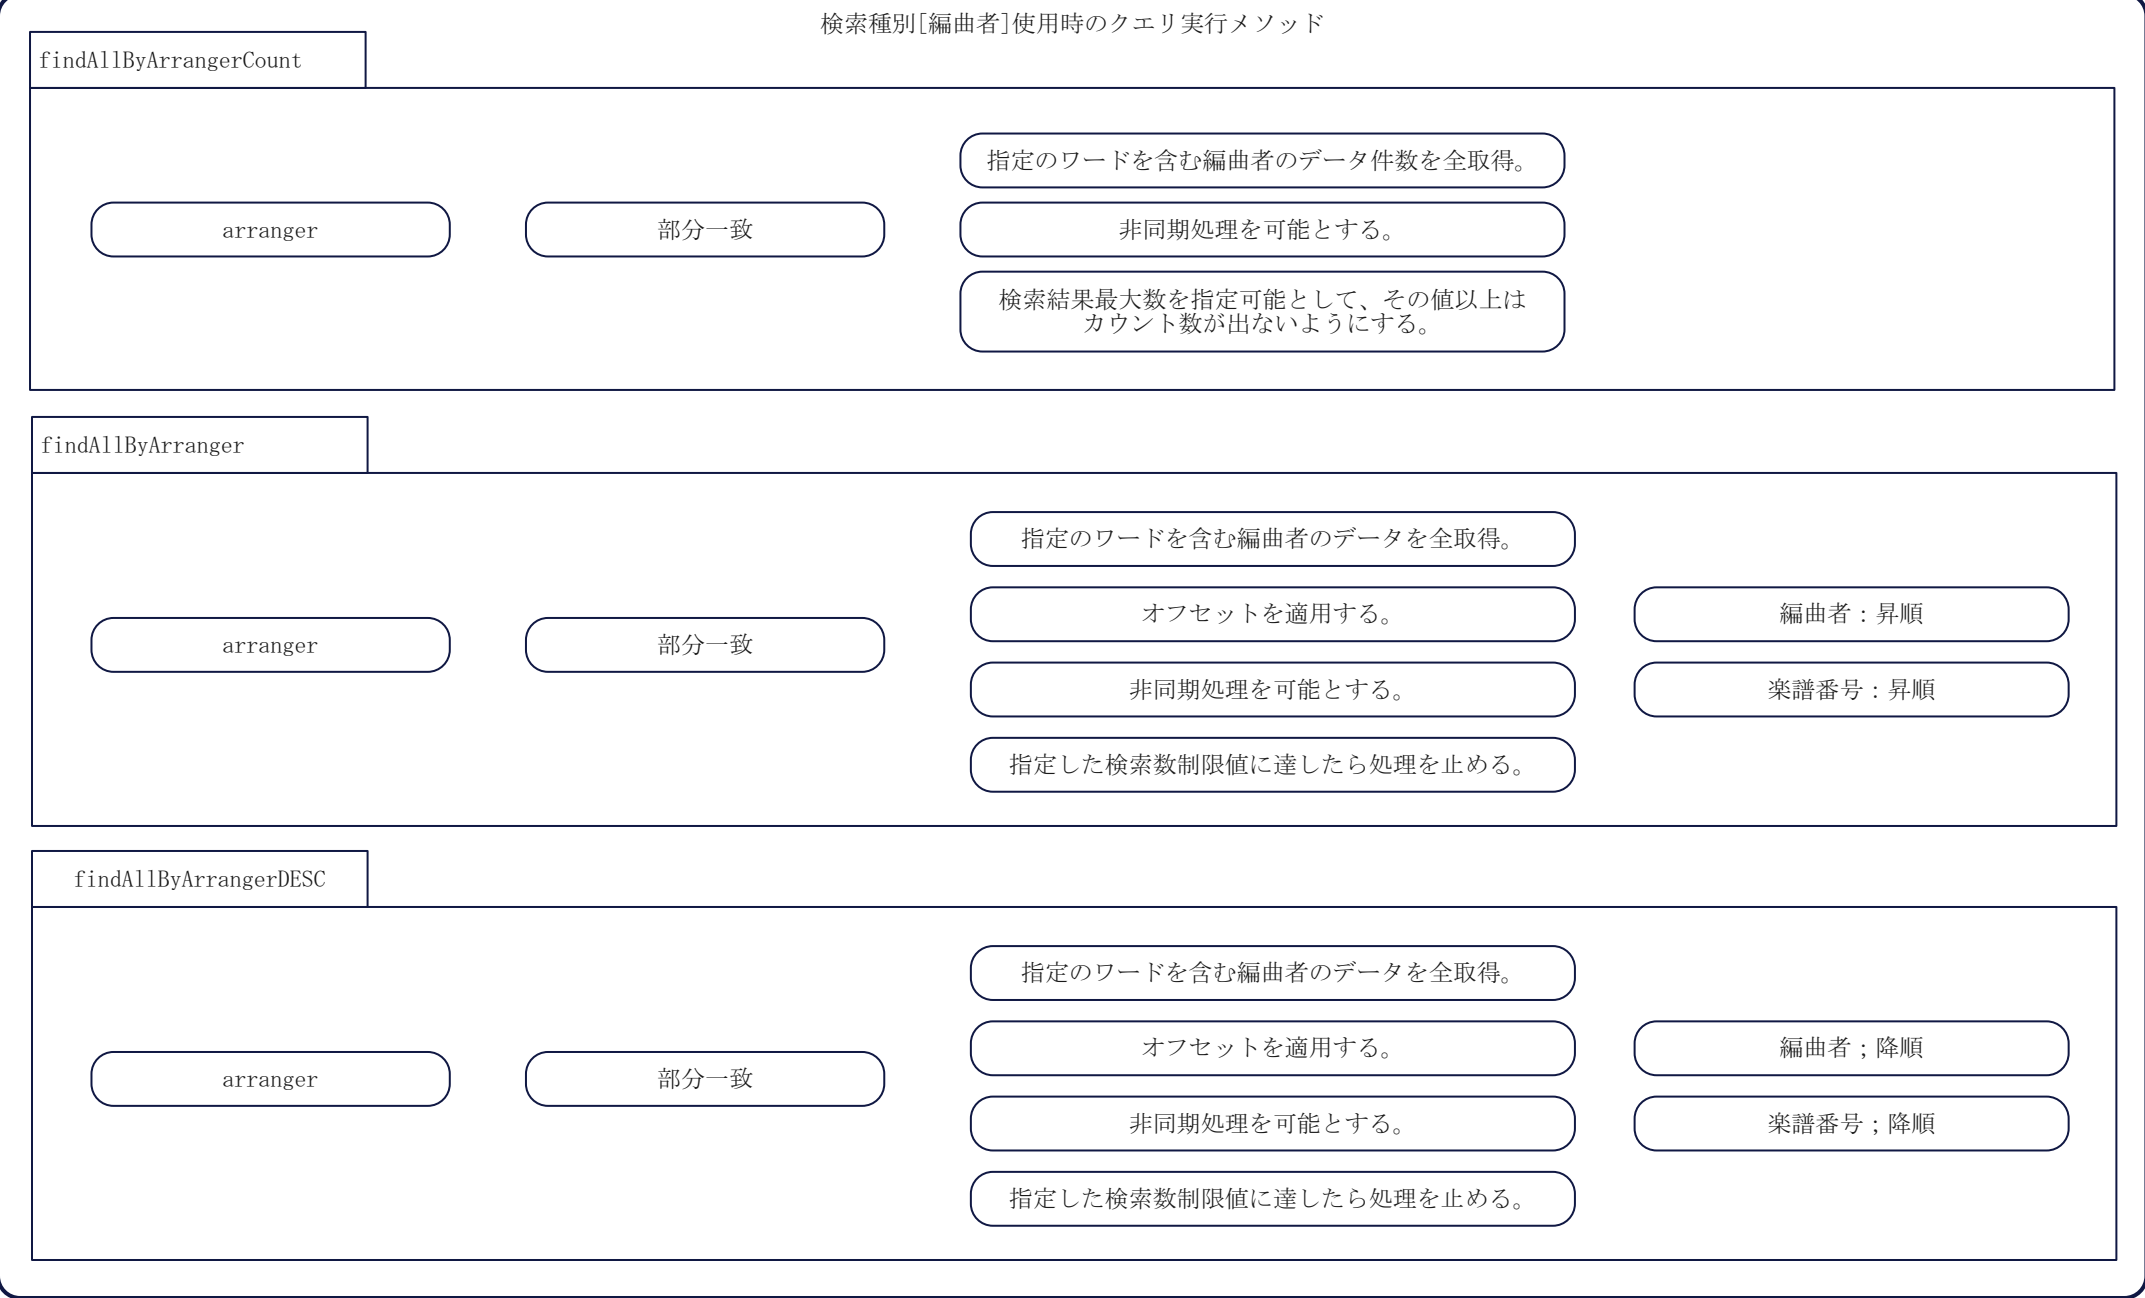 検索種別[編曲者]使用時のクエリ実行メソッド
findAllByArrangerCount
arranger
部分一致
指定のワードを含む編曲者のデータ件数を全取得。
非同期処理を可能とする。
検索結果最大数を指定可能として、その値以上は
カウント数が出ないようにする。
findAllByArranger
arranger
部分一致
指定のワードを含む編曲者のデータを全取得。
オフセットを適用する。
非同期処理を可能とする。
指定した検索数制限値に達したら処理を止める。
編曲者：昇順
楽譜番号：昇順
findAllByArrangerDESC
arranger
部分一致
指定のワードを含む編曲者のデータを全取得。
オフセットを適用する。
非同期処理を可能とする。
指定した検索数制限値に達したら処理を止める。
編曲者；降順
楽譜番号；降順